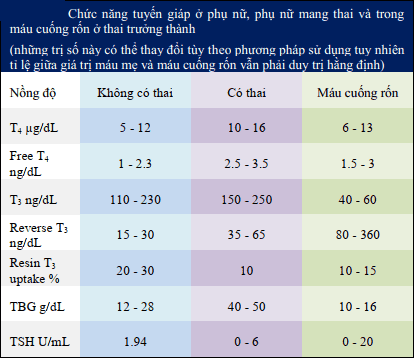 Chức năng tuyến giáp ở phụ nữ, phụ nữ mang thai và trong
máu cuống rốn ở thai trưởng thành
(những trị số này có thể thay đổi tùy theo phương pháp sử dụng tuy nhiên
tỉ lệ giữa giá trị máu mẹ và máu cuống rốn vẫn phải duy trì hằng định)
Nồng độ Không có thai Có thai Máu cuống rốn
T₄ µg/dL 5 - 12 10 - 16 6 - 13
Free T₄
ng/dL 1 - 2.3 2.5 - 3.5 1.5 - 3
T₃ ng/dL 110 - 230 150 - 250 40 - 60
Reverse T₃
ng/dL 15 - 30 35 - 65 80 - 360
Resin T₃
uptake % 20 - 30 10 10 - 15
TBG g/dL 12 - 28 40 - 50 10 - 16
TSH U/mL 1.94 0 - 6 0 - 20